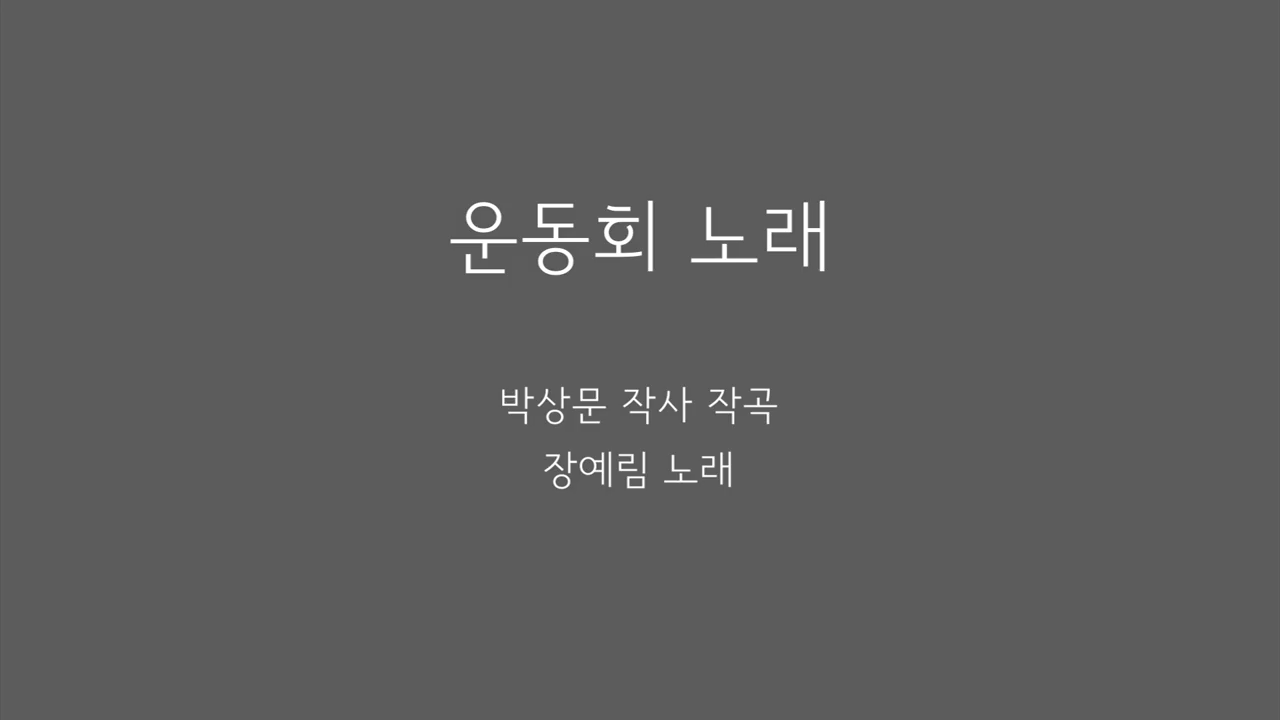 운동회 노래
박상문 작사 작곡
장예림 노래